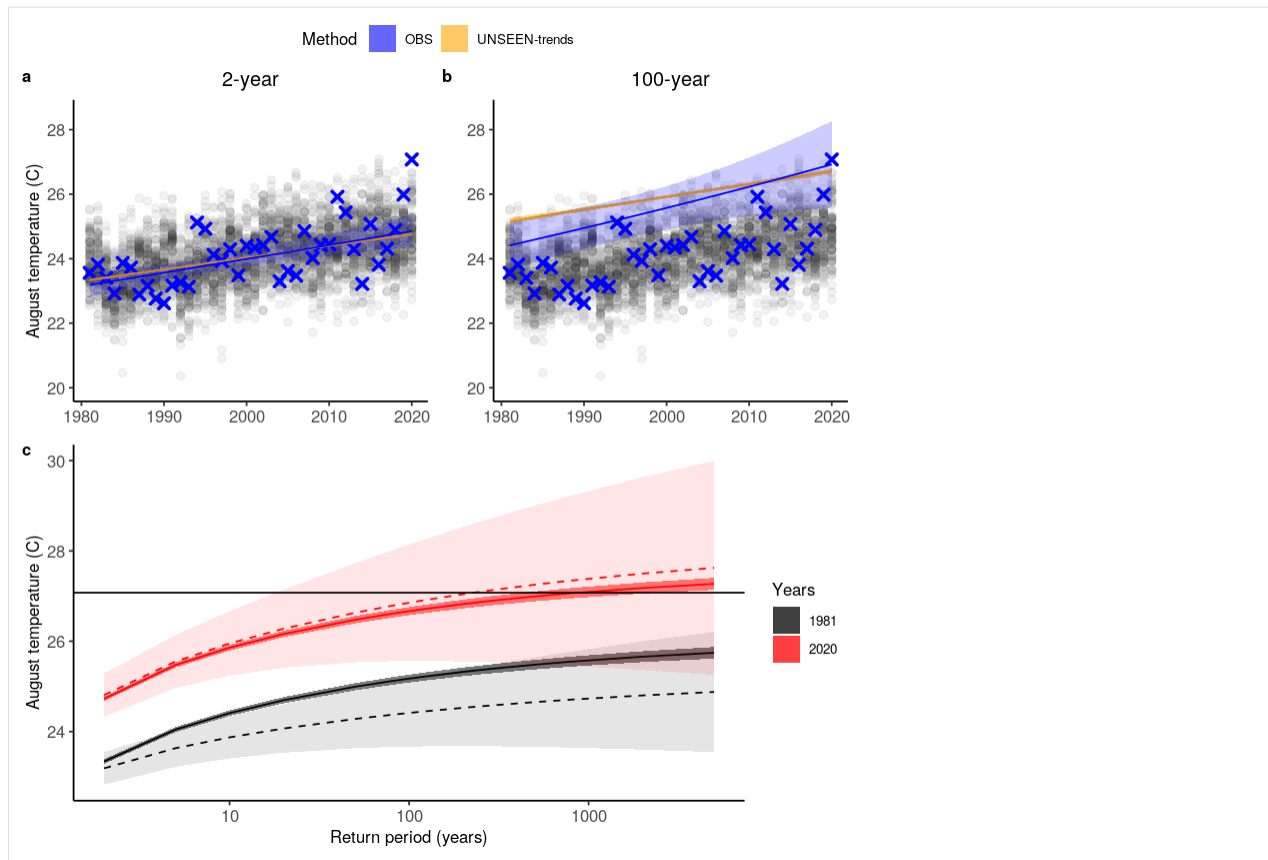 Method OBS UNSEEN-trends
a 2-year b 100-year
August temperature (C)
28
26
24
22
20
1980 1990 2000 2010 2020
28
26
24
22
20
1980 1990 2000 2010 2020
c
August temperature (C)
30
28
26
24
10 100 1000
Return period (years)
Years
1981
2020